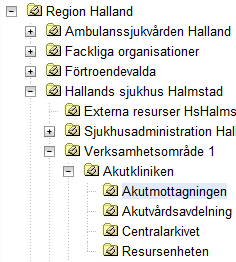 Region Halland
Ambulanssjukvården Halland
Fackliga organisationer
Förtroendevalda
Hallands sjukhus Halmstad
Externa resurser HsHalms
Sjukhusadministration Hal
Verksamhetsområde 1
Akutkliniken
Akutmottagningen
Akutvårdsavdelning
Centralarkivet
Resursenheten